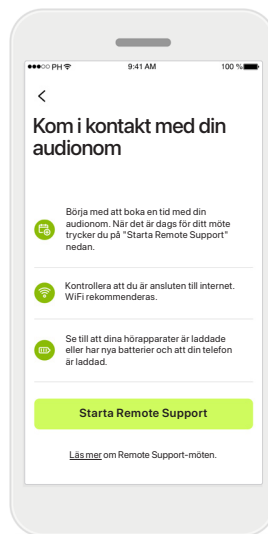 PH 9:41 AM 100 %
Kom i kontakt med din
audionom
Börja med att boka en tid med din
audionom. När det är dags för ditt möte
trycker du på "Starta Remote Support"
nedan.
Kontrollera att du är ansluten till internet.
WiFi rekommenderas.
Se till att dina hörapparater är laddade
eller har nya batterier och att din telefon
är laddad.
Starta Remote Support
Läs mer om Remote Support-möten.